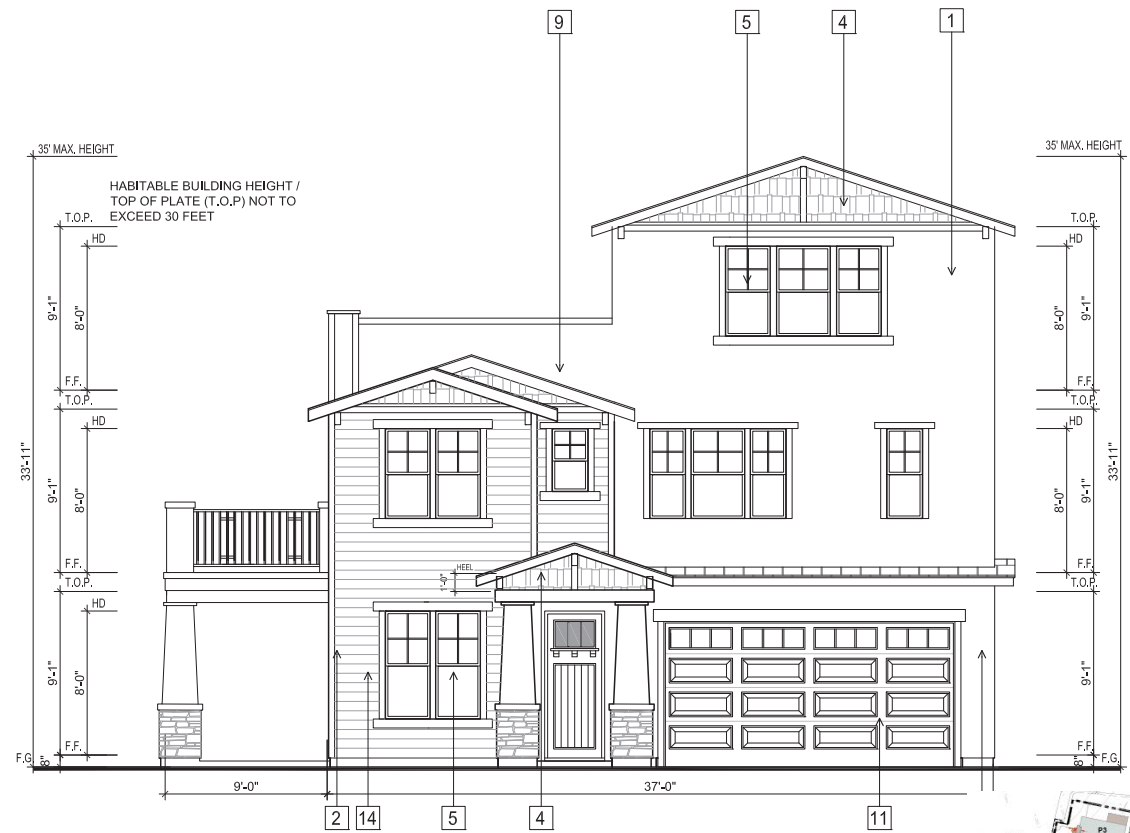 9
5
4
1
35' MAX. HEIGHT
35' MAX. HEIGHT
HABITABLE BUILDING HEIGHT /
TOP OF PLATE (T.O.P) NOT TO
EXCEED 30 FEET
T.O.P.
T.O.P.
HD
HD
9'-1"
8'-0"
8'-0"
9'-1"
F.F.
F.F.
T.O.P.
T.O.P.
HD
HD
33'-11"
9'-1"
8'-0"
8'-0"
9'-1"
33'-11"
F.F.
HEEL
F.F.
T.O.P.
1'-0"
T.O.P.
HD
9'-1"
8'-0"
9'-1"
F.F.
F.F.
F.G.
8"
8"
F.G.
9'-0"
37'-0"
2
14
5
4
11
P3